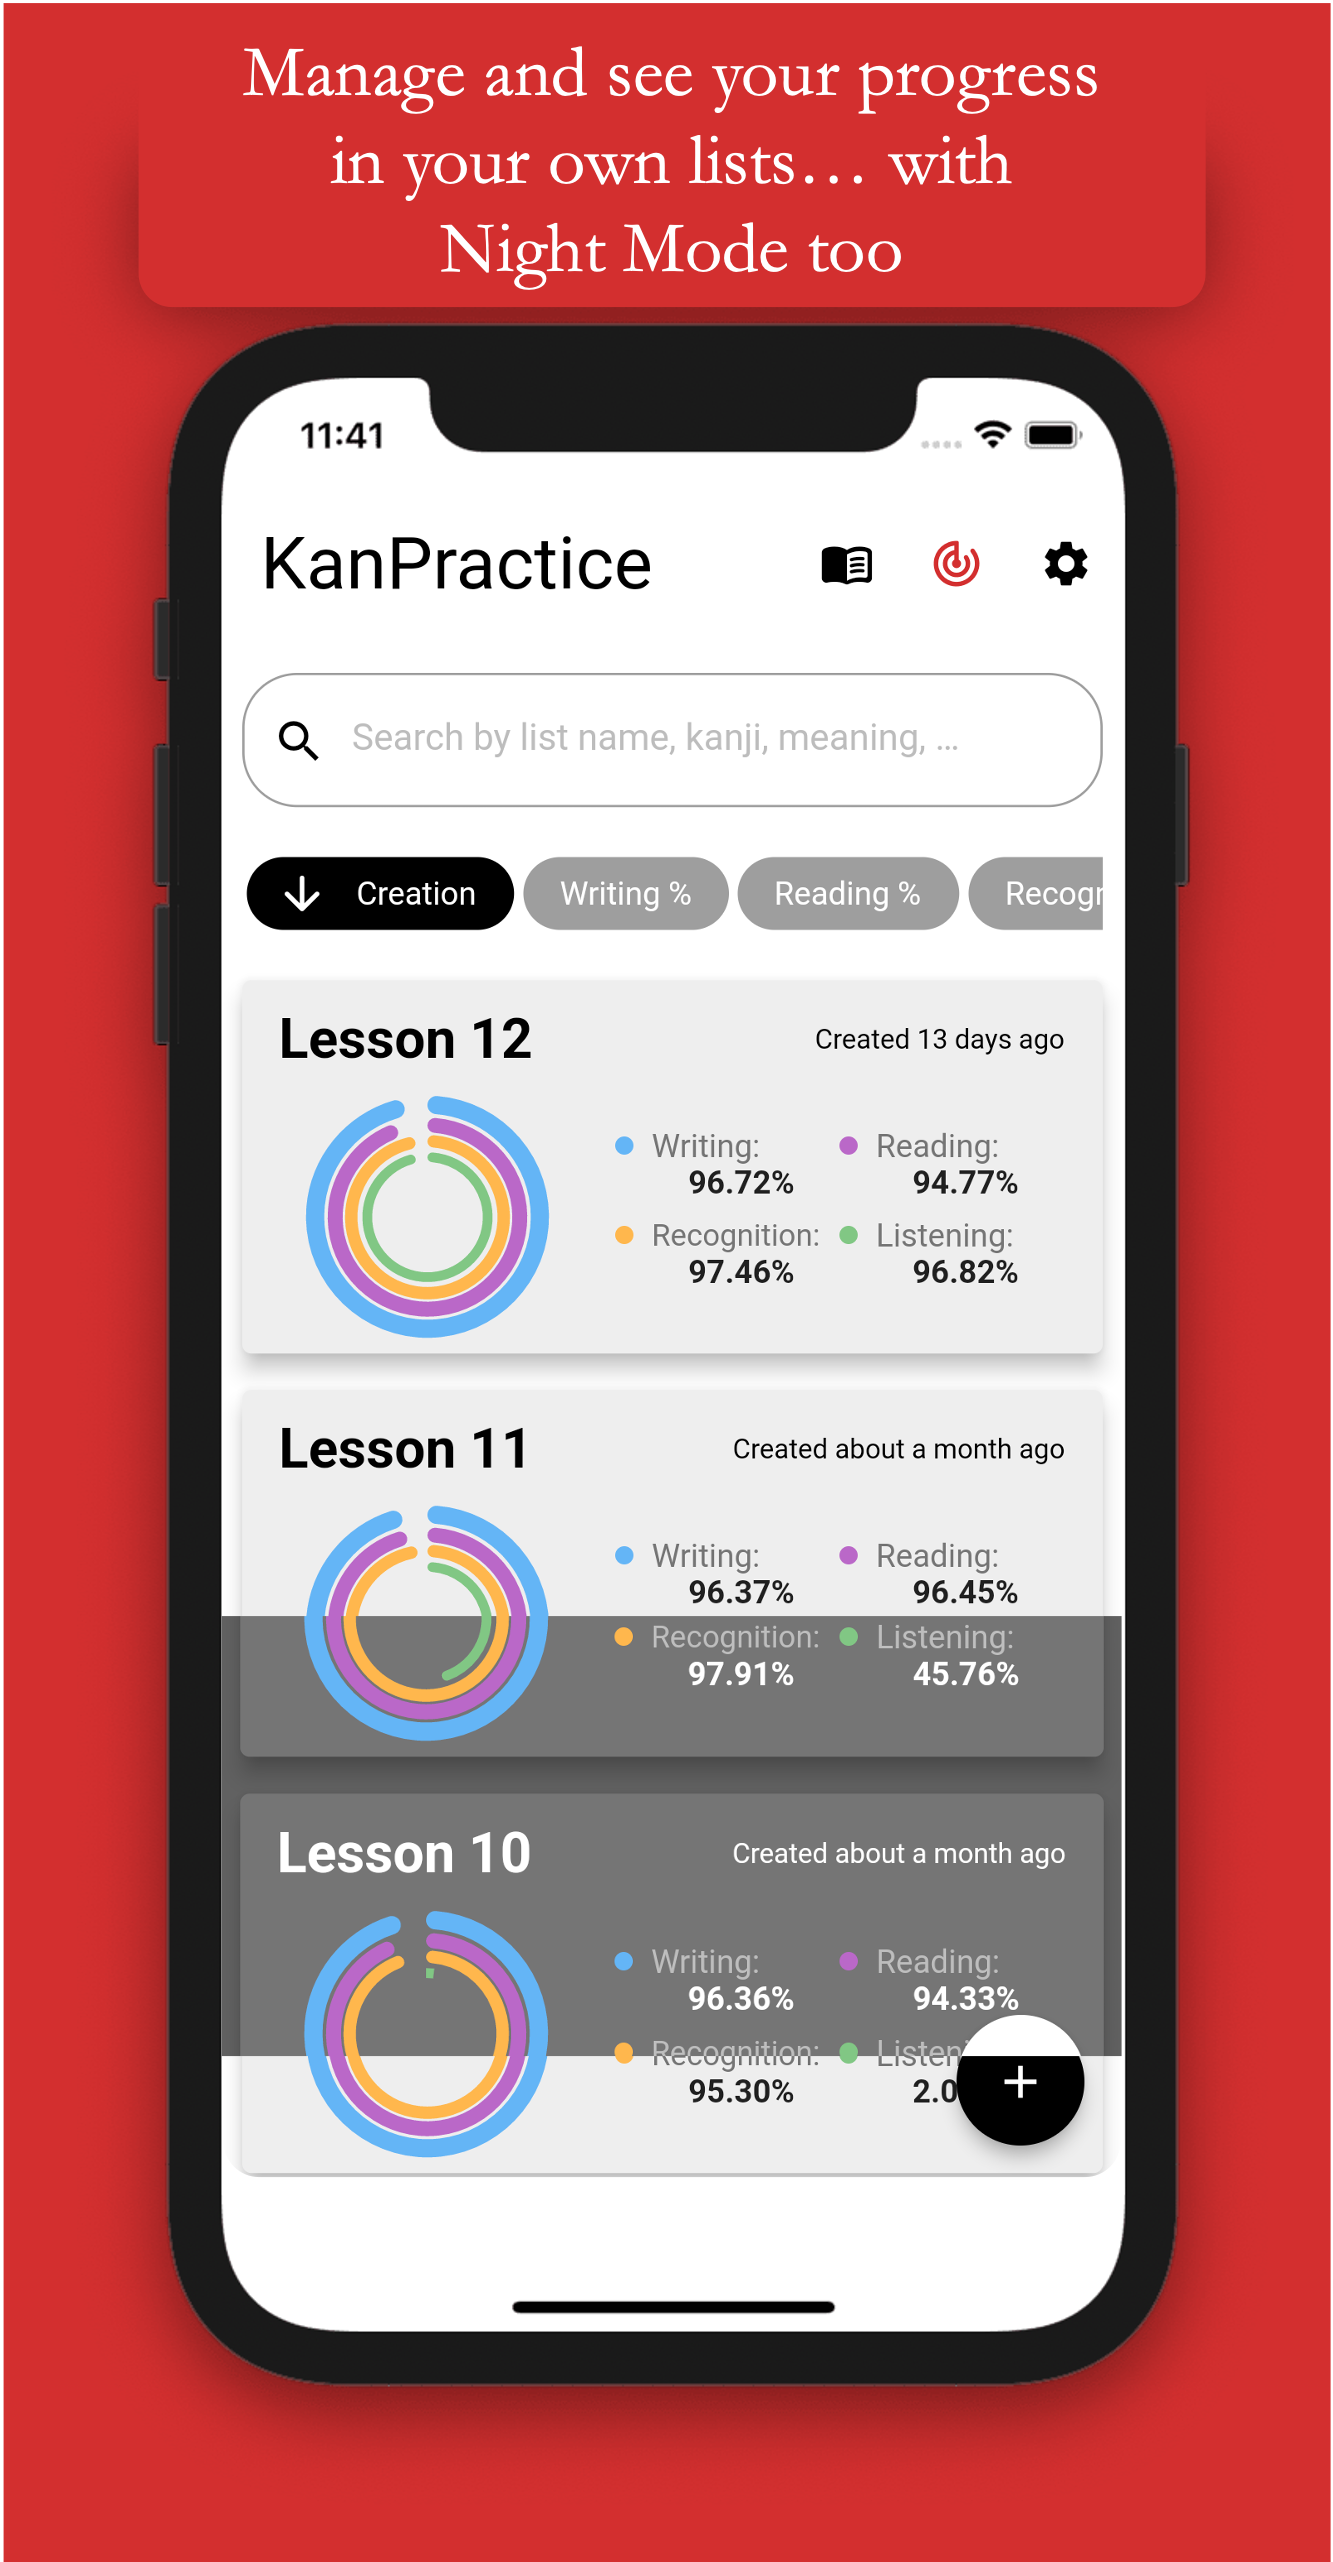 Manage and see your progress
in your own lists… with
Night Mode too
11:41
KanPractice
Search by list name, kanji, meaning, ...
Creation Writing % Reading % Recogr
Lesson 12 Created 13 days ago
Writing: Reading:
96.72% 94.77%
Recognition: Listening:
97.46% 96.82%
Lesson 11 Created about a month ago
Writing: Reading:
96.37% 96.45%
Recognition: Listening:
97.91% 45.76%
Lesson 10 Created about a month ago
Writing: Reading:
96.36% 94.33%
Recognition: Listen
95.30% 2.0
+